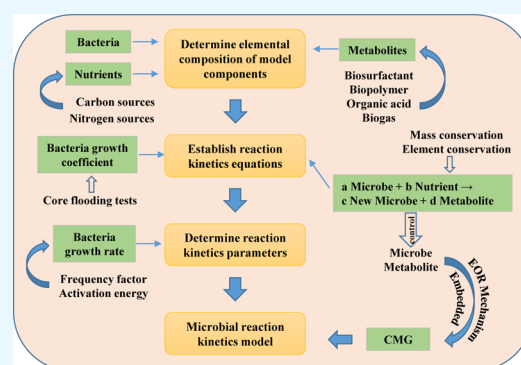 Bacteria
Nutrients
Carbon sources
Nitrogen sources
Determine elemental
composition of model
components
Metabolites
Biosurfactant
Biopolymer
Organic acid
Biogas
Bacteria growth
coefficient
Core flooding tests
Establish reaction
kinetics equations
Mass conservation
Element conservation
a Microbe + b Nutrient →
c New Microbe + d Metabolite
control
Microbe
Metabolite
Bacteria
growth rate
Frequency factor
Activation energy
Determine reaction
kinetics parameters
EOR Mechanism
Embedded
Microbial reaction
kinetics model
CMG